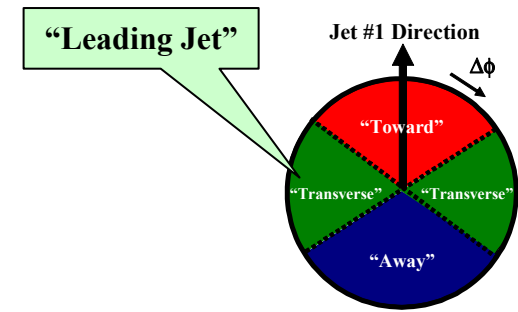 “Leading Jet”
Jet #1 Direction
Δϕ
“Toward”
“Transverse” “Transverse”
“Away”